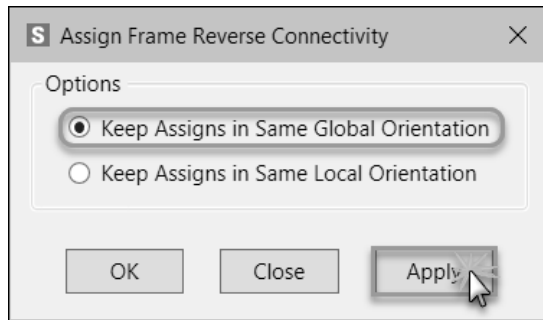 S Assign Frame Reverse Connectivity
Options
Keep Assigns in Same Global Orientation
Keep Assigns in Same Local Orientation
OK Close Apply